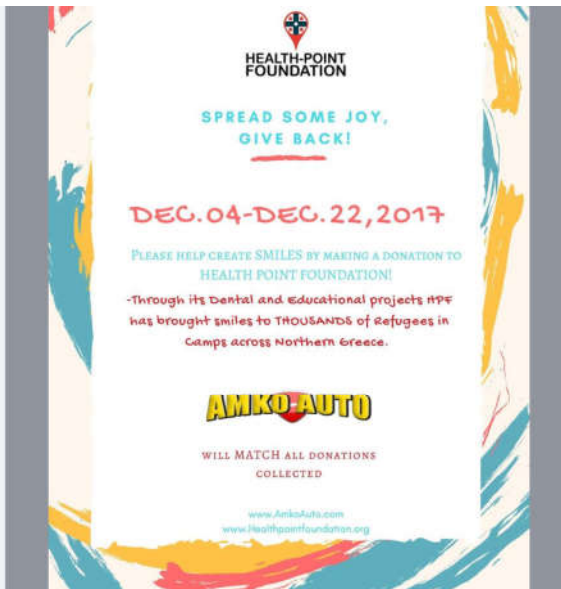 HEALTH-POINT
FOUNDATION
SPREAD SOME JOY,
GIVE BACK!
DEC.04-DEC.22,2017
PLEASE HELP CREATE SMILES BY MAKING A DONATION TO
HEALTH POINT FOUNDATION!
-Through its Dental and Educational projects HPF
has brought smiles to THOUSANDS of Refugees in
Camps across Northern Greece.
AMKO AUTO
WILL MATCH ALL DONATIONS
COLLECTED
www.AmkoAuto.com
www.Healthpointfoundation.org